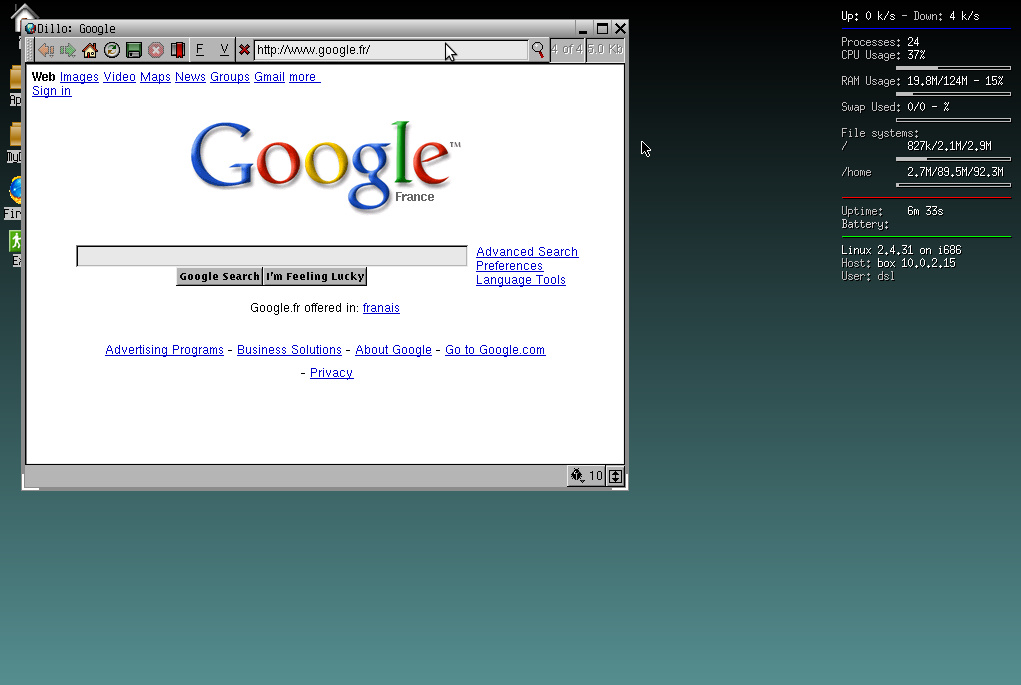 Dillo: Google
F V http://www.google.fr/ 4 of 4 5.0 Kb
Web Images Video Maps News Groups Gmail more
Sign in
Google™
France
Advanced Search
Preferences
Language Tools
Google Search I'm Feeling Lucky
Google.fr offered in: franais
Advertising Programs - Business Solutions - About Google - Go to Google.com
- Privacy
10
Up: 0 k/s - Down: 4 k/s
Processes: 24
CPU Usage: 37%
RAM Usage: 19.8M/124M - 15%
Swap Used: 0/0 - %
File systems:
/ 827k/2.1M/2.9M
/home 2.7M/89.5M/92.3M
Uptime: 6m 33s
Battery:
Linux 2.4.31 on i686
Host: box 10.0.2.15
User: dsl